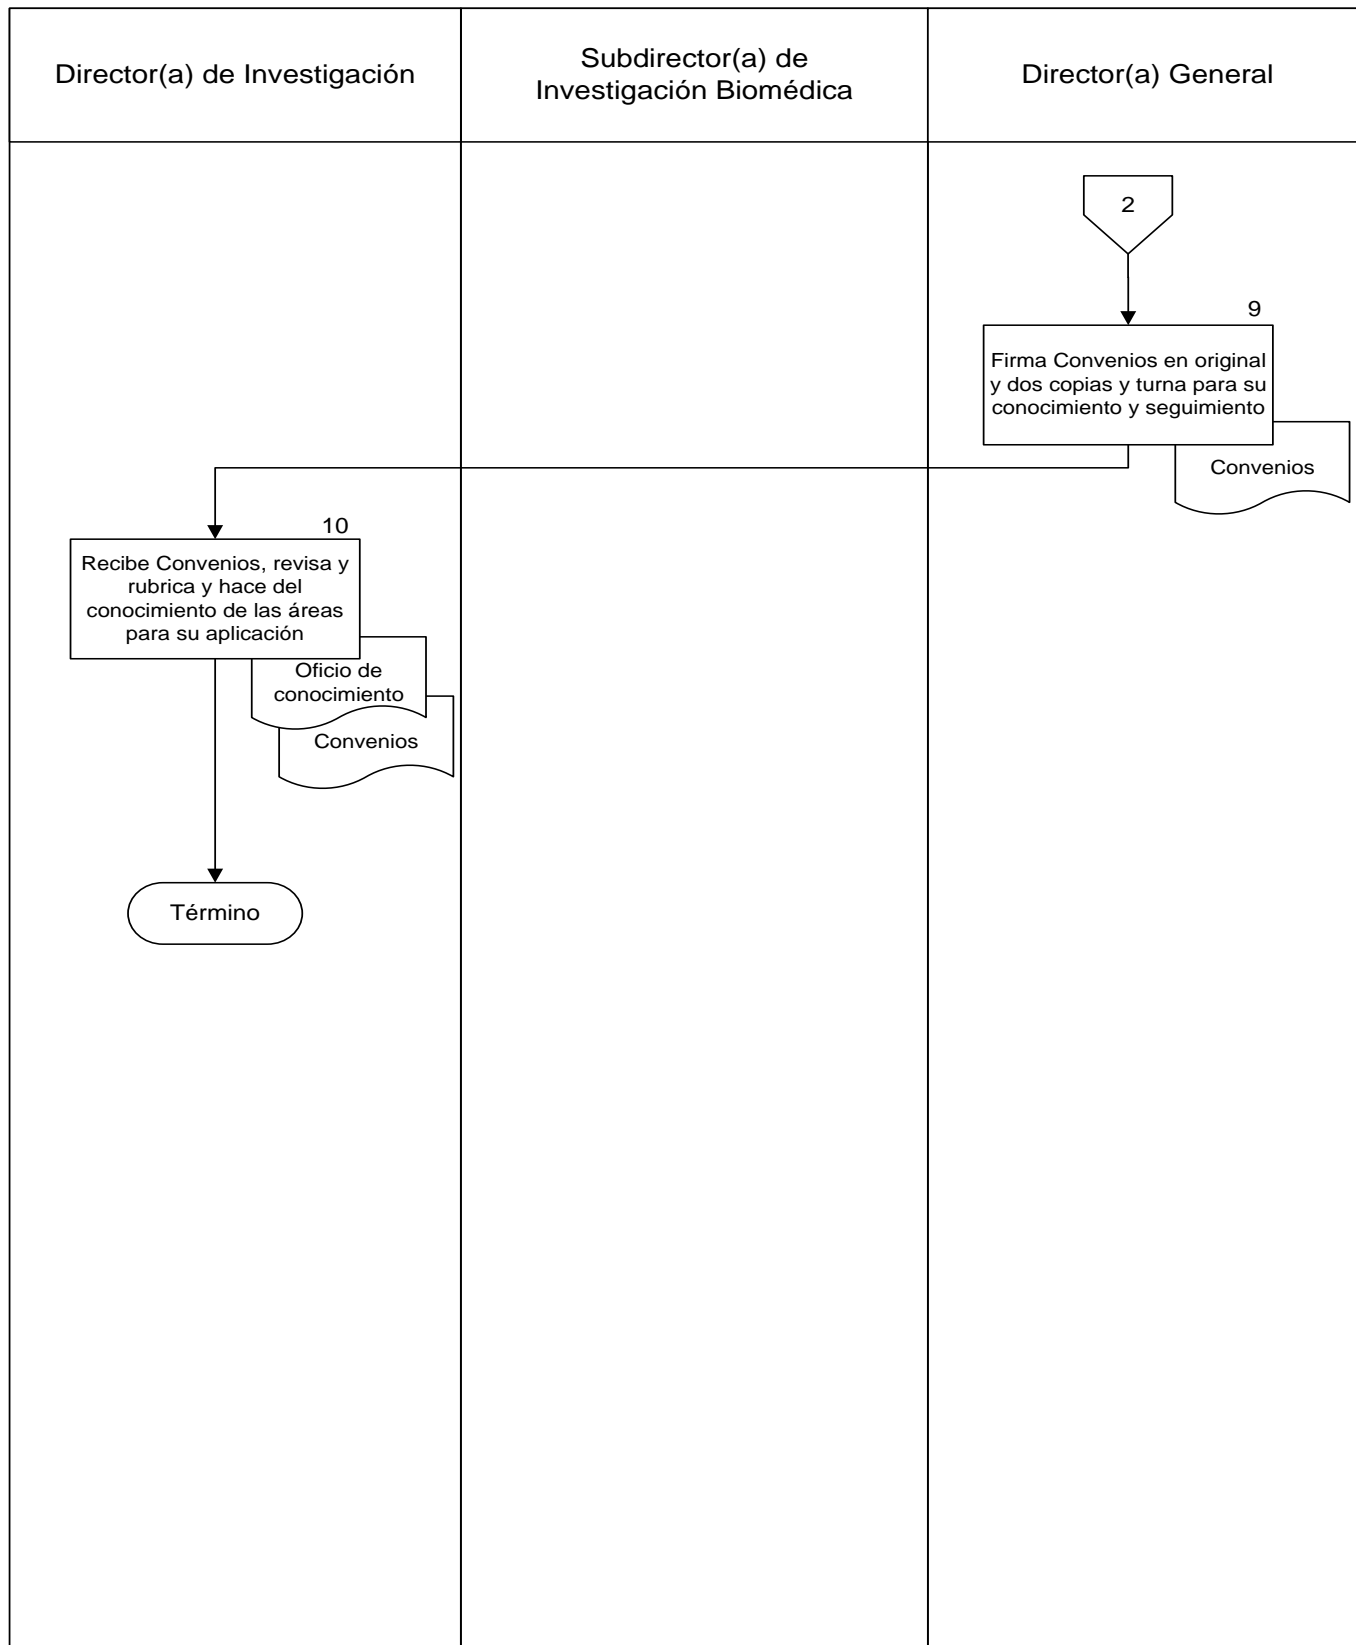 Director(a) de Investigación
Subdirector(a) de
Investigación Biomédica
Director(a) General
2
9
Firma Convenios en original
y dos copias y turna para su
conocimiento y seguimiento
Convenios
10
Recibe Convenios, revisa y
rubrica y hace del
conocimiento de las áreas
para su aplicación
Oficio de
conocimiento
Convenios
Término